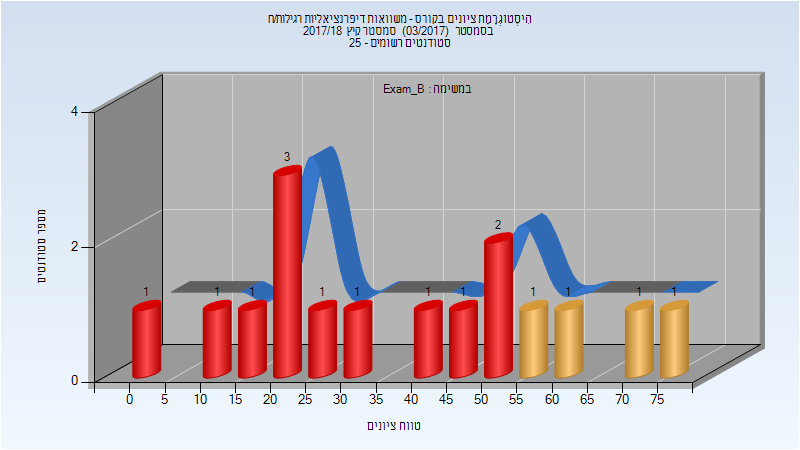 היסטוגרמת ציונים בקורס - משוואות דיפרנציאליות רגילות/ח
בסמסטר (03/2017) סמסטר קיץ 2017/18
סטודנטים רשומים - 25
במשימה : Exam_B
מספר סטודנטים
4
2
0
1 1 1 3 1 1 1 1 2 1 1 1 1
0 5 10 15 20 25 30 35 40 45 50 55 60 65 70 75
טווח ציונים